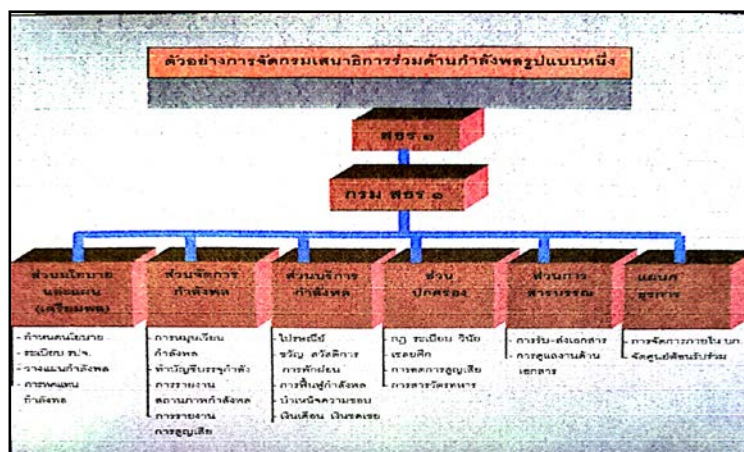 ตัวอย่างการจัดกรมเสนาธิการร่วมด้านกำลังพลรูปแบบหนึ่ง
สธร ๑
กรม สธร ๑
ส่วนนโยบาย
และแผน
(เตรียมพล)
- กำหนดนโยบาย
- ระเบียบ รปจ.
- วางแผนกำลังพล
- การทดแทน
กำลังพล
ส่วนจัดการ
กำลังพล
- การหมุนเวียน
กำลังพล
- ทำบัญชีบรรจุกำลัง
- การรายงาน
สถานภาพกำลังพล
- การรายงาน
การสูญเสีย
ส่วนบริการ
กำลังพล
- ไปรษณีย์
- ขวัญ สวัสดิการ
การพักผ่อน
- การฟื้นฟูกำลังพล
- บำเหน็จความชอบ
- เงินเดือน เงินชดเชย
ส่วน
ปกครอง
- กฎ ระเบียบ วินัย
- เชลยศึก
- การลดการสูญเสีย
- การสารวัตรทหาร
ส่วนการ
สารบรรณ
- การรับ-ส่งเอกสาร
- การดูแลงานด้าน
เอกสาร
แผนก
ธุรการ
- การจัดการภายใน บก.
- จัดศูนย์ต้อนรับร่วม